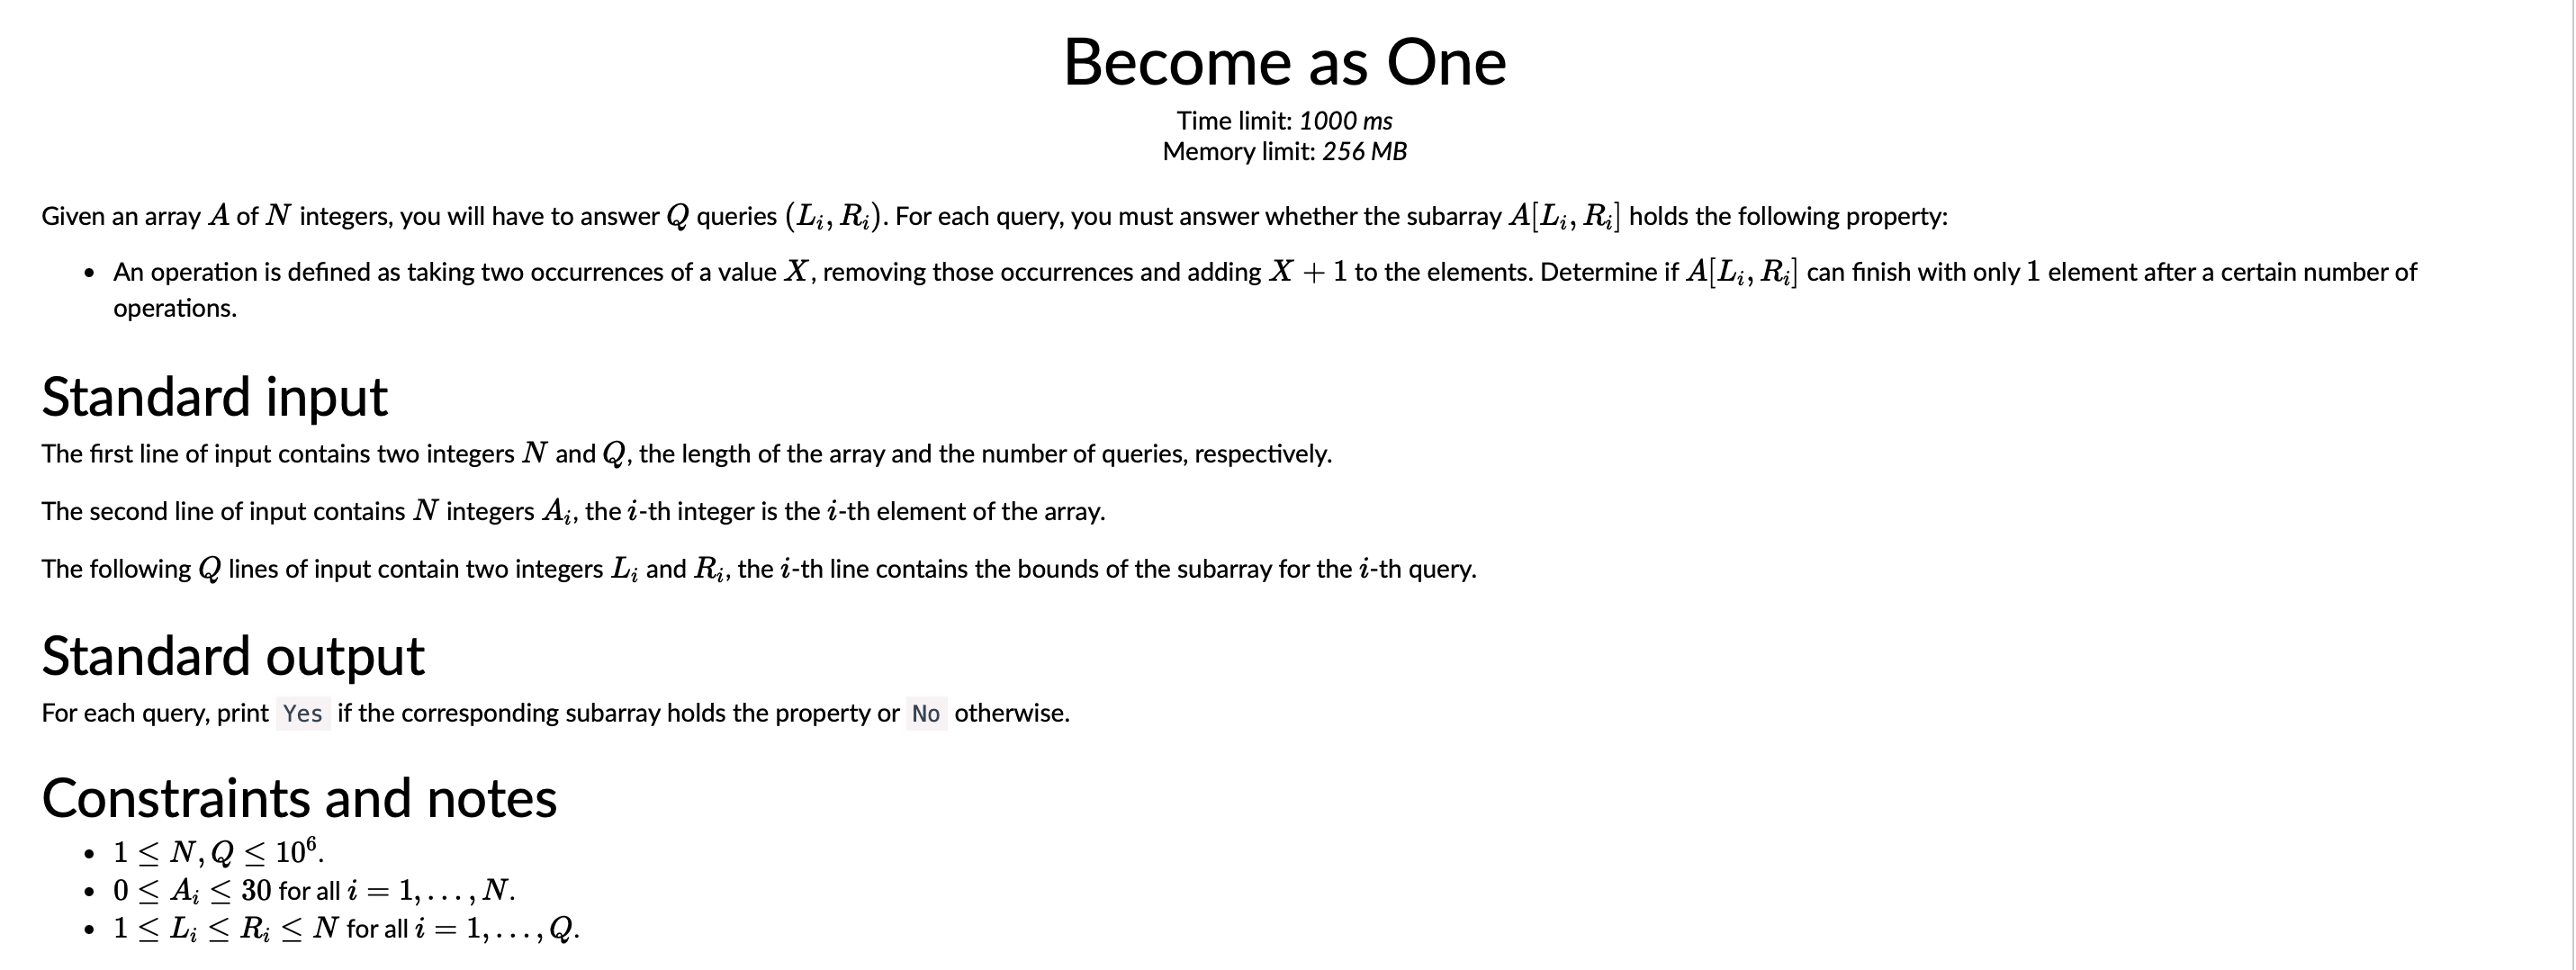 Become as One
Time limit: 1000 ms
Memory limit: 256 MB
Given an array A of N integers, you will have to answer Q queries (L_i, R_i). For each query, you must answer whether the subarray A[L_i, R_i] holds the following property:
• An operation is defined as taking two occurrences of a value X, removing those occurrences and adding X + 1 to the elements. Determine if A[L_i, R_i] can finish with only 1 element after a certain number of
operations.
Standard input
The first line of input contains two integers N and Q, the length of the array and the number of queries, respectively.
The second line of input contains N integers A_i, the i-th integer is the i-th element of the array.
The following Q lines of input contain two integers L_i and R_i, the i-th line contains the bounds of the subarray for the i-th query.
Standard output
For each query, print Yes if the corresponding subarray holds the property or No otherwise.
Constraints and notes
• 1 ≤ N, Q ≤ 10^6.
• 0 ≤ A_i ≤ 30 for all i = 1, . . . , N.
• 1 ≤ L_i ≤ R_i ≤ N for all i = 1, . . . , Q.